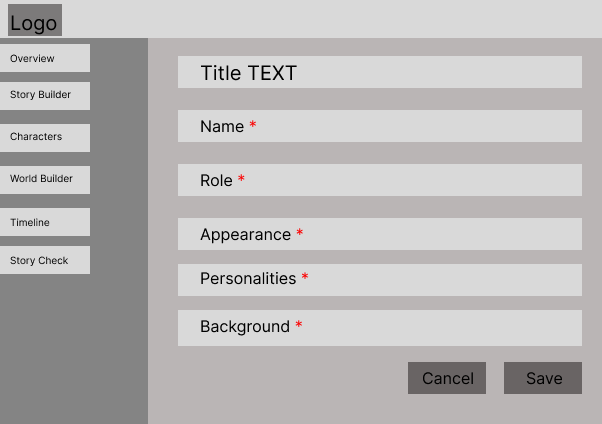 Logo
Overview
Story Builder
Characters
World Builder
Timeline
Story Check
Title TEXT
Name *
Role *
Appearance *
Personalities *
Background *
Cancel
Save